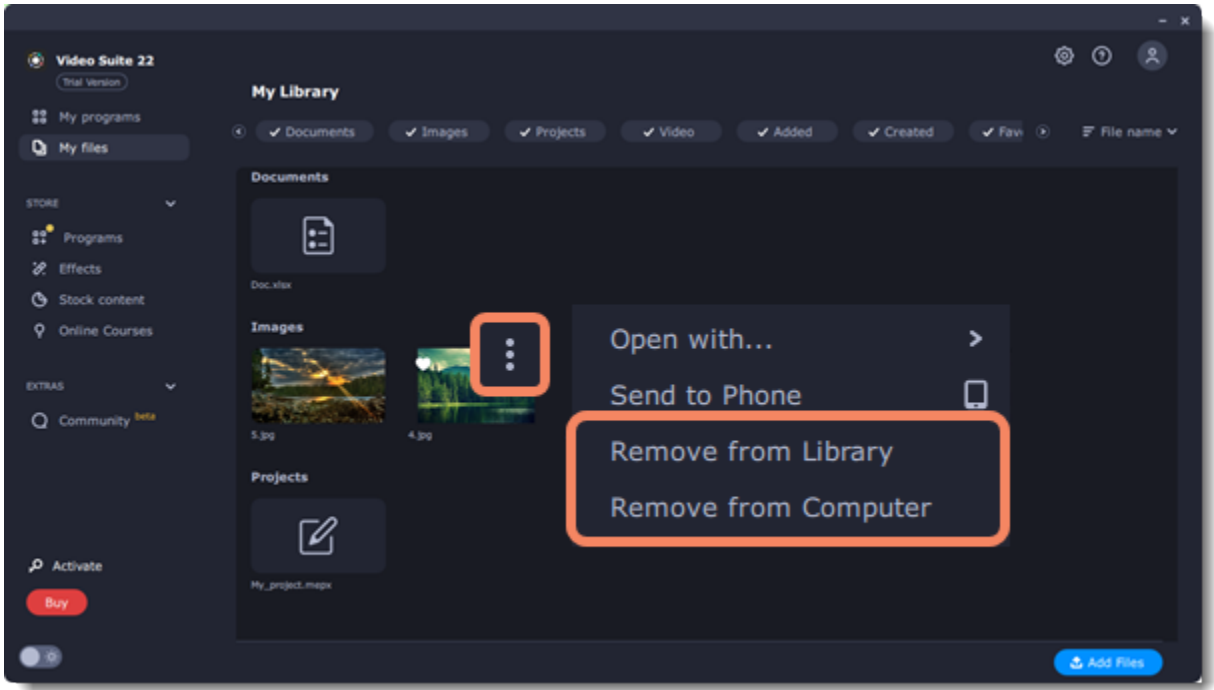 Video Suite 22
Trial Version
My programs
My files
STORE
Programs
Effects
Stock content
Online Courses
EXTRAS
Community beta
Activate
Buy
My Library
Documents
Images
Projects
Video
Added
Created
Fav
File name
Documents
Doc.xlsx
Images
5.jpg
4.jpg
Projects
My_project.mepx
Open with...
Send to Phone
Remove from Library
Remove from Computer
Add Files